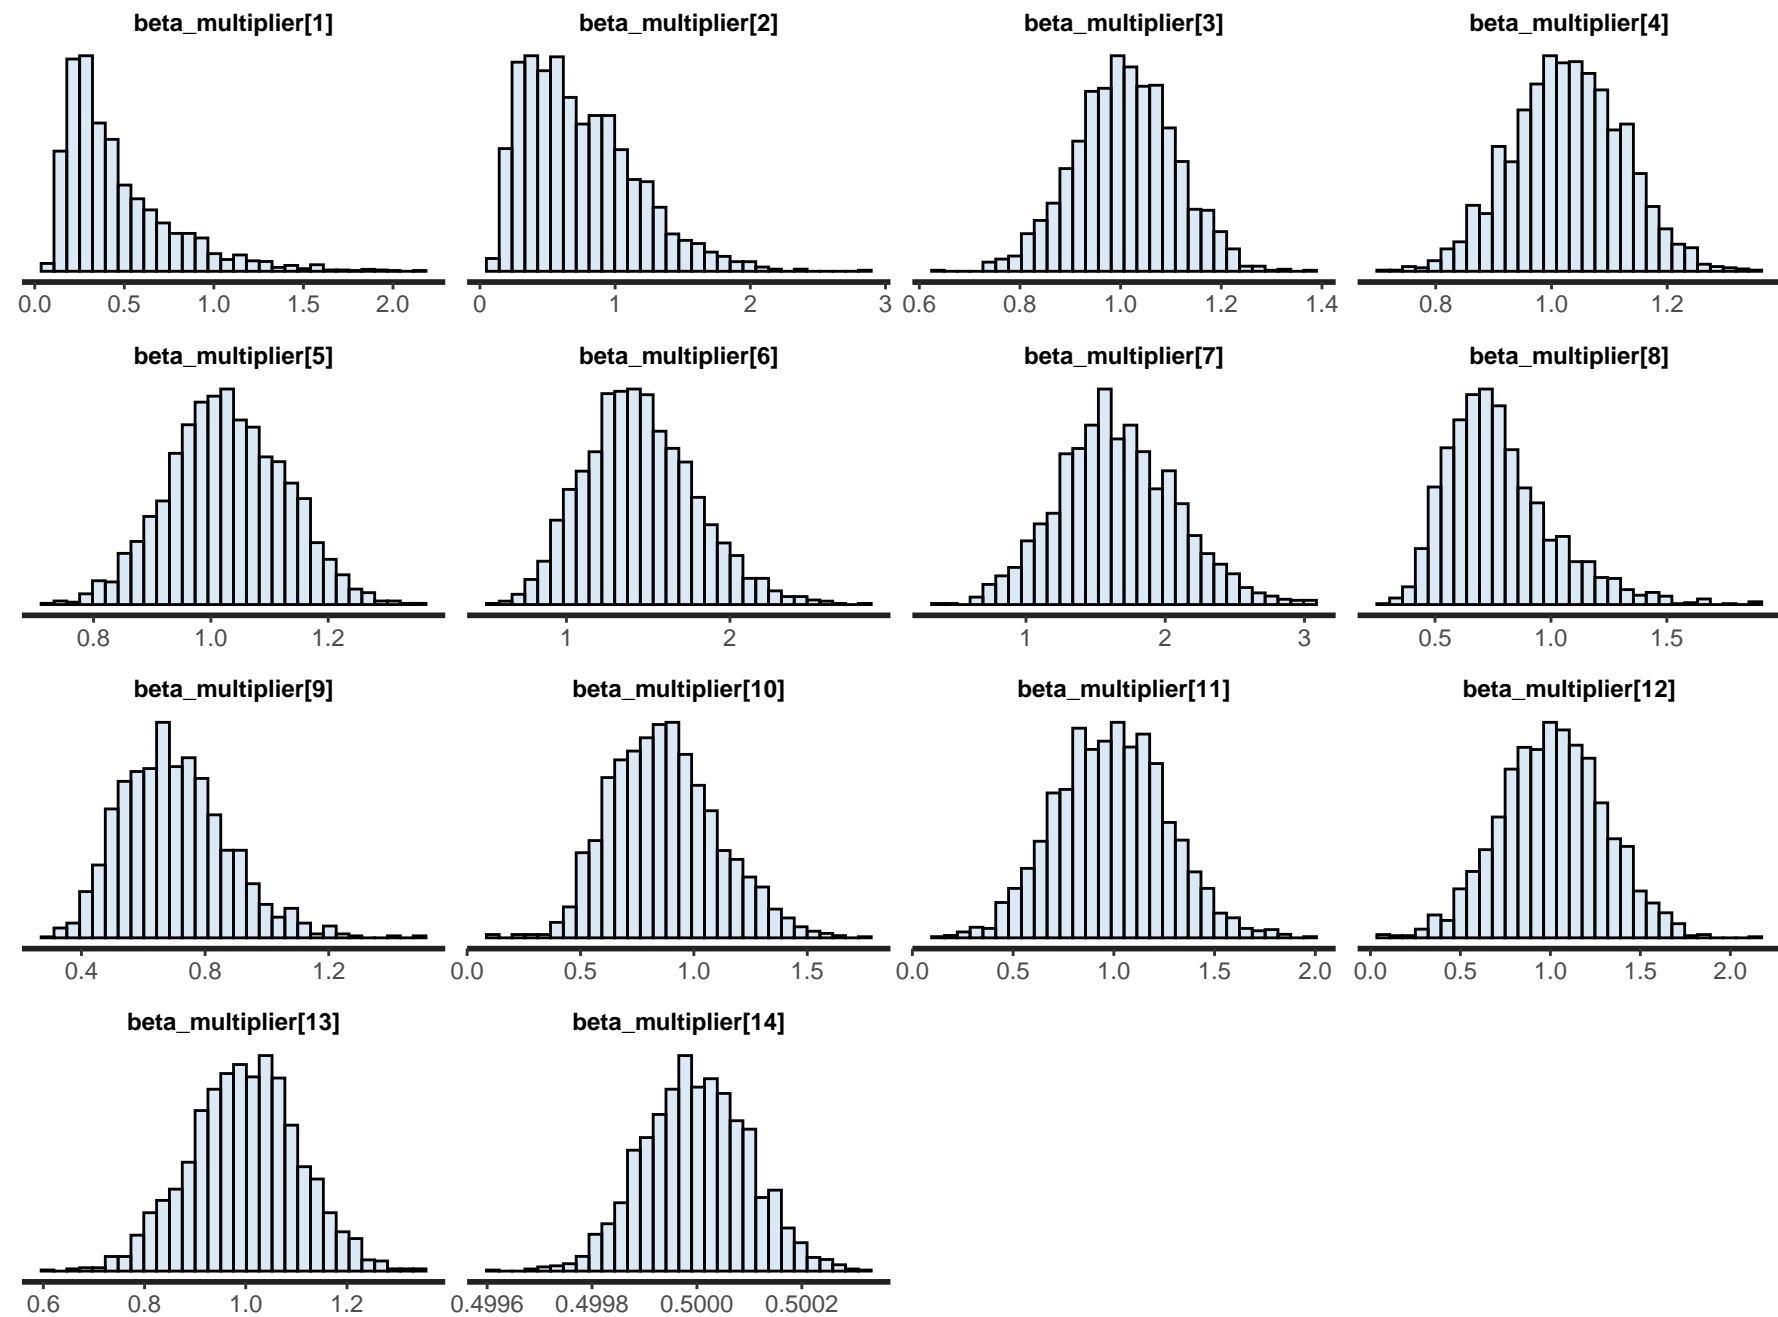 beta_multiplier[1] beta_multiplier[2] beta_multiplier[3] beta_multiplier[4]
0.0 0.5 1.0 1.5 2.0 0 1 2 3 0.6 0.8 1.0 1.2 1.4 0.8 1.0 1.2
beta_multiplier[5] beta_multiplier[6] beta_multiplier[7] beta_multiplier[8]
0.8 1.0 1.2 1 2 1 2 3 0.5 1.0 1.5
beta_multiplier[9] beta_multiplier[10] beta_multiplier[11] beta_multiplier[12]
0.4 0.8 1.2 0.0 0.5 1.0 1.5 0.0 0.5 1.0 1.5 2.0 0.0 0.5 1.0 1.5 2.0
beta_multiplier[13] beta_multiplier[14]
0.6 0.8 1.0 1.2 0.4996 0.4998 0.5000 0.5002